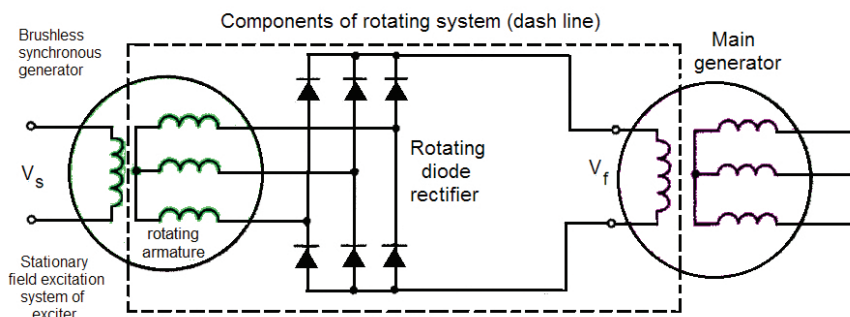 Components of rotating system (dash line)
Brushless
synchronous
generator
Main
generator
Vs
Rotating
diode
rectifier
Vf
rotating
armature
Stationary
field excitation
system of
exciter